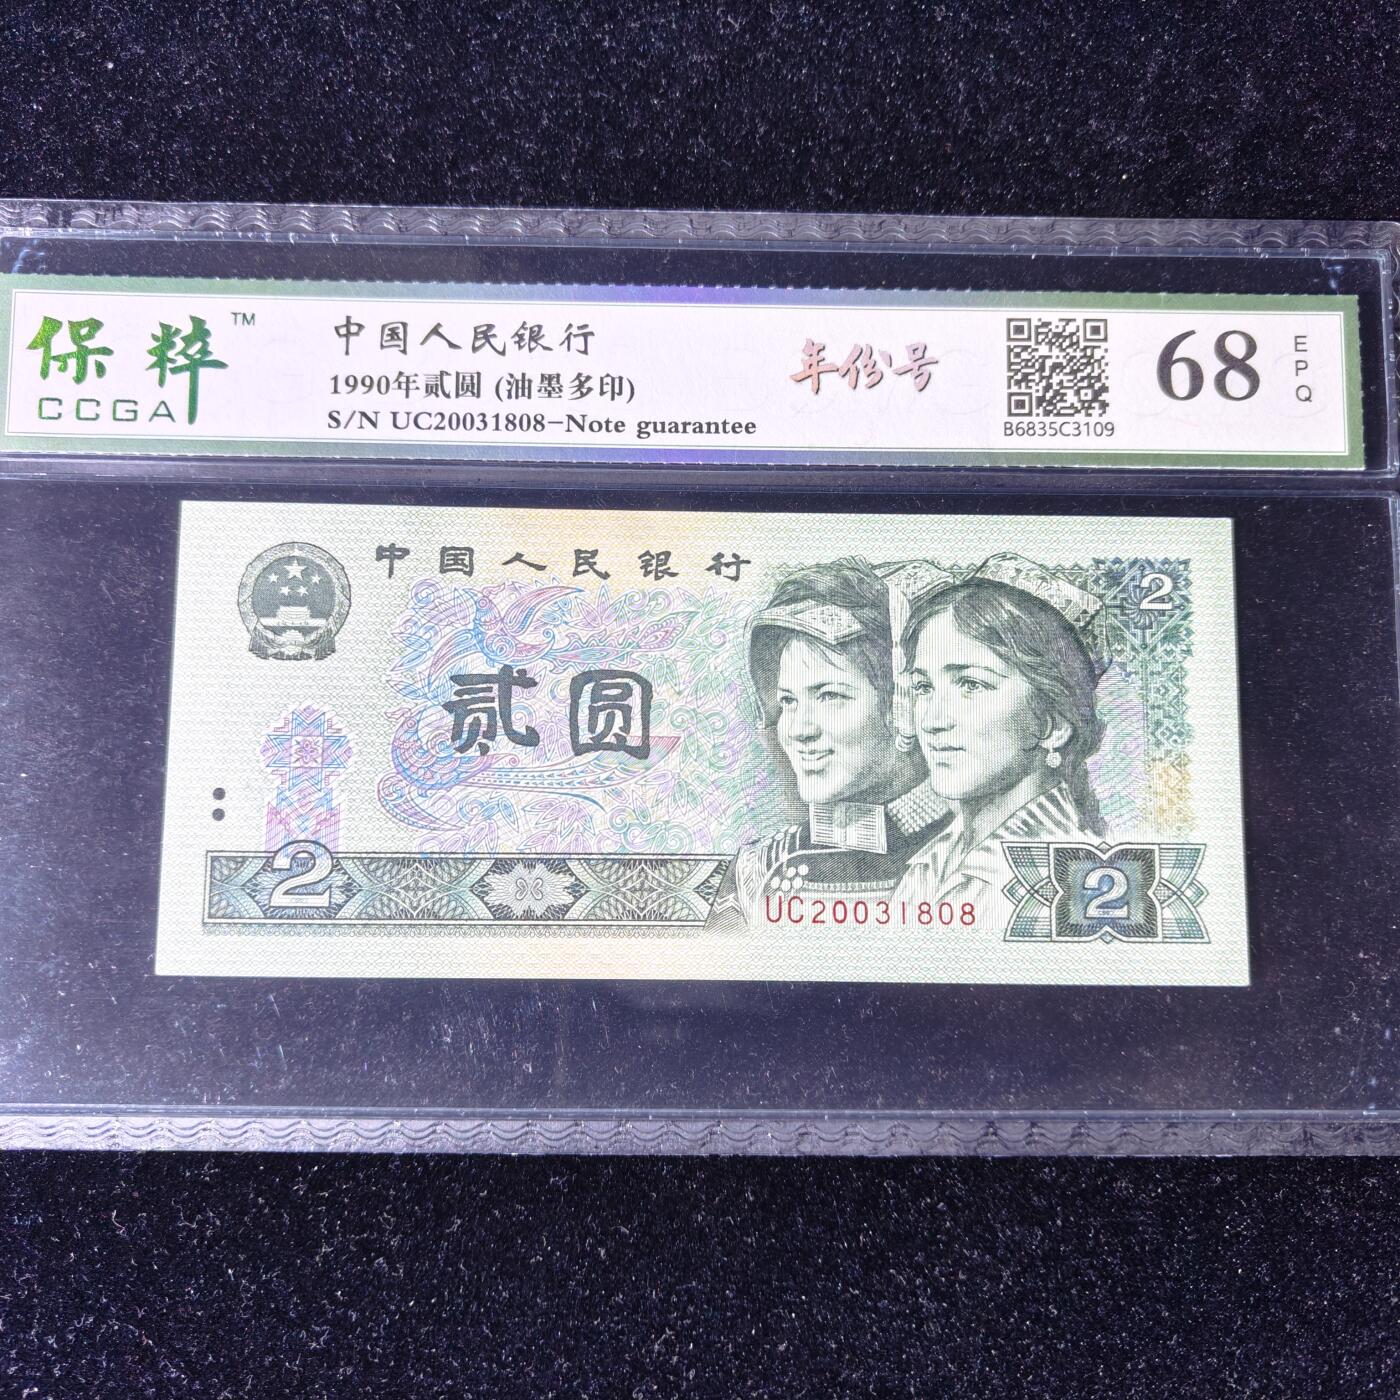 保粹™
CCGA
中国人民银行
1990年贰圆 (油墨多印)
S/N UC20031808-Note guarantee
年份号
B6835C3109
68
EPQ
中国人民银行
2
贰圆
2
UC20031808
2